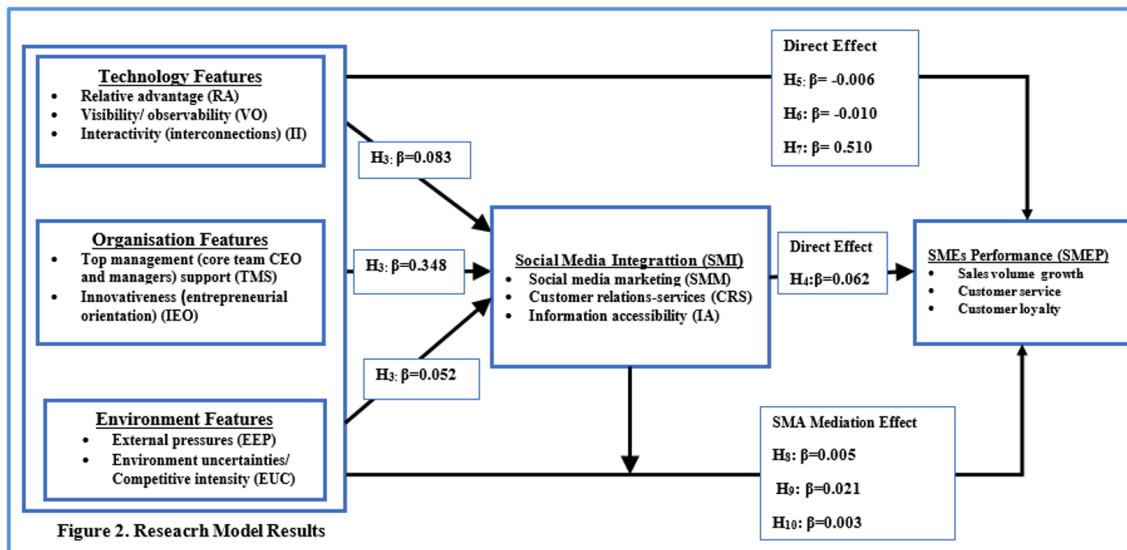 Technology Features
• Relative advantage (RA)
• Visibility/ observability (VO)
• Interactivity (interconnections) (II)
Organisation Features
• Top management (core team CEO
and managers) support (TMS)
• Innovativeness (entrepreneurial
orientation) (IEO)
Environment Features
• External pressures (EEP)
• Environment uncertainties/
Competitive intensity (EUC)
H3: β=0.083
H3: β=0.348
H3: β=0.052
Social Media Integrattion (SMI)
• Social media marketing (SMM)
• Customer relations-services (CRS)
• Information accessibility (IA)
Direct Effect
H5: β= -0.006
H6: β= -0.010
H7: β= 0.510
Direct Effect
H4:β=0.062
SMEs Performance (SMEP)
• Sales volume growth
• Customer service
• Customer loyalty
SMA Mediation Effect
H8: β=0.005
H9: β=0.021
H10: β=0.003
Figure 2. Reseacrh Model Results